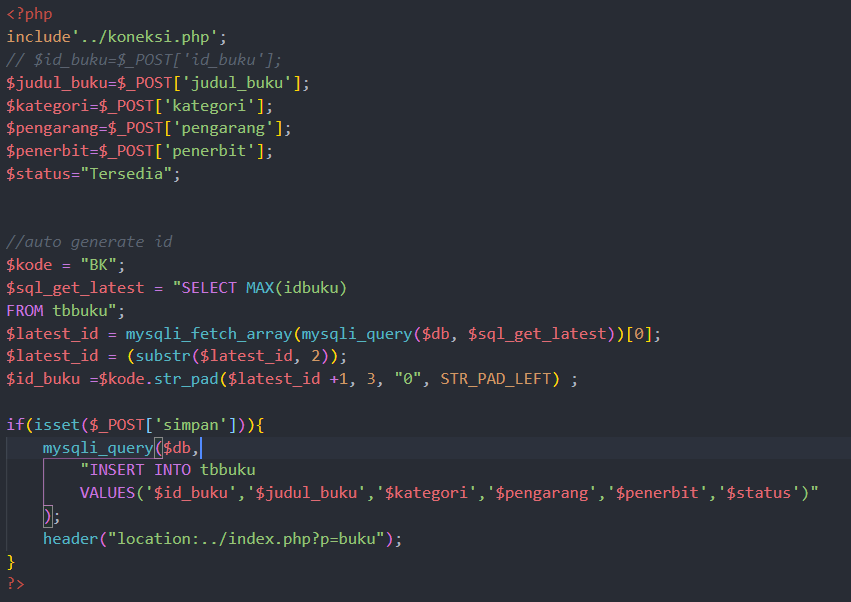 <?php
include'../koneksi.php';
// $id_buku=$_POST['id_buku'];
$judul_buku=$_POST['judul_buku'];
$kategori=$_POST['kategori'];
$pengarang=$_POST['pengarang'];
$penerbit=$_POST['penerbit'];
$status="Tersedia";
//auto generate id
$kode = "BK";
$sql_get_latest = "SELECT MAX(idbuku)
FROM tbbuku";
$latest_id = mysqli_fetch_array(mysqli_query($db, $sql_get_latest))[0];
$latest_id = (substr($latest_id, 2));
$id_buku =$kode.str_pad($latest_id +1, 3, "0", STR_PAD_LEFT) ;
if(isset($_POST['simpan'])){
mysqli_query($db,
"INSERT INTO tbbuku
VALUES('$id_buku','$judul_buku','$kategori','$pengarang','$penerbit','$status')"
);
header("location:../index.php?p=buku");
}
?>